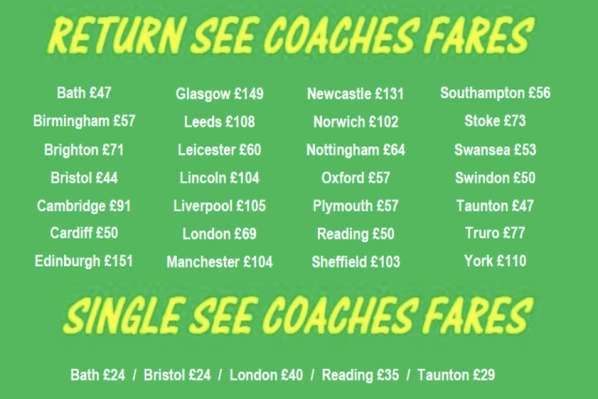 RETURN SEE COACHES FARES
Bath £47
Birmingham £57
Brighton £71
Bristol £44
Cambridge £91
Cardiff £50
Edinburgh £151
Glasgow £149
Leeds £108
Leicester £60
Lincoln £104
Liverpool £105
London £69
Manchester £104
Newcastle £131
Norwich £102
Nottingham £64
Oxford £57
Plymouth £57
Reading £50
Sheffield £103
Southampton £56
Stoke £73
Swansea £53
Swindon £50
Taunton £47
Truro £77
York £110
SINGLE SEE COACHES FARES
Bath £24 / Bristol £24 / London £40 / Reading £35 / Taunton £29